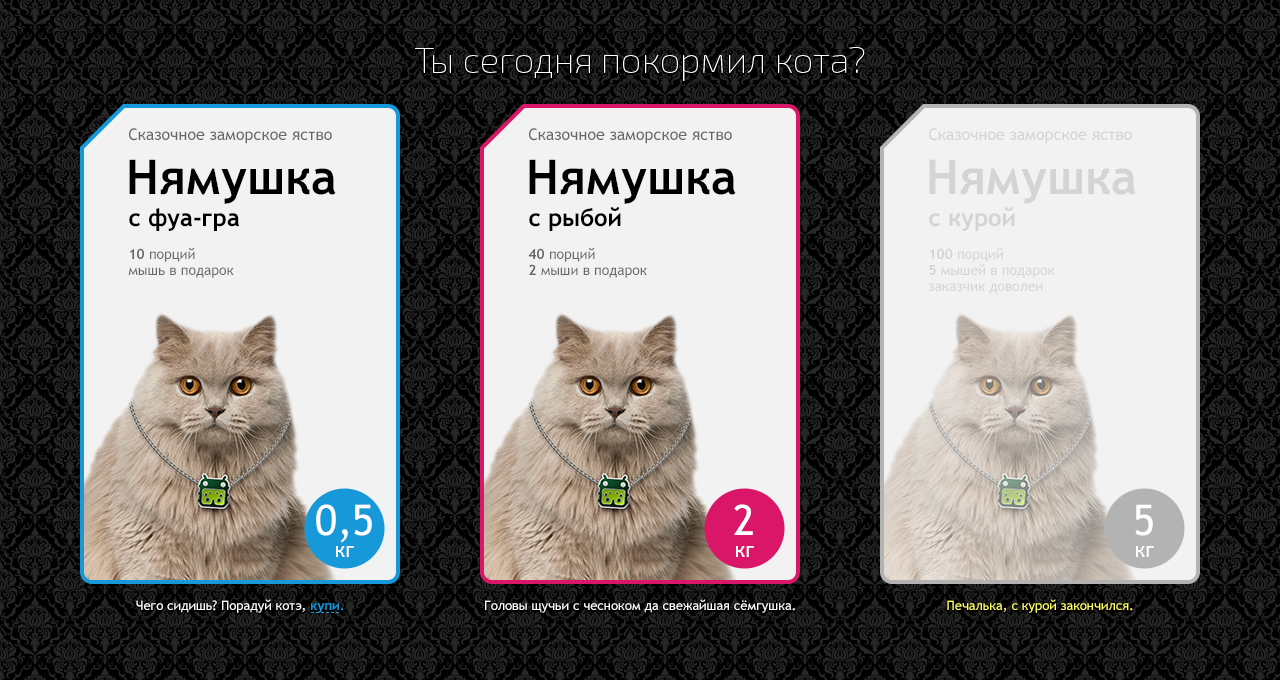 Ты сегодня покормил кота?
Сказочное заморское яство
Нямушка
с фуа-гра
10 порций
мышь в подарок
0,5
кг
Чего сидишь? Порадуй котэ, купи.
Сказочное заморское яство
Нямушка
с рыбой
40 порций
2 мыши в подарок
2
кг
Головы щучьи с чесноком да свежайшая сёмгушка.
Сказочное заморское яство
Нямушка
с курой
100 порций
5 мышей в подарок
заказчик доволен
5
кг
Печалька, с курой закончился.